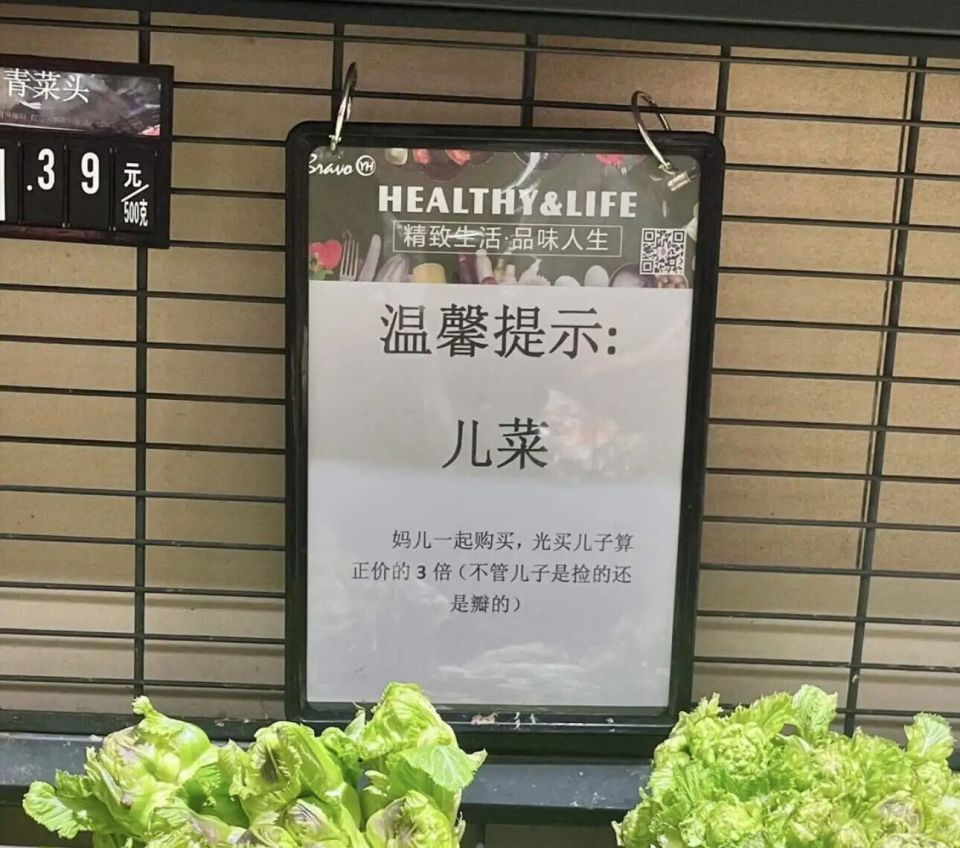 青菜头
.39 元/500克
Bravo YH
HEALTHY&LIFE
精致生活·品味人生
温馨提示:
儿菜
妈儿一起购买，光买儿子算
正价的 3 倍（不管儿子是捡的还
是瓣的）